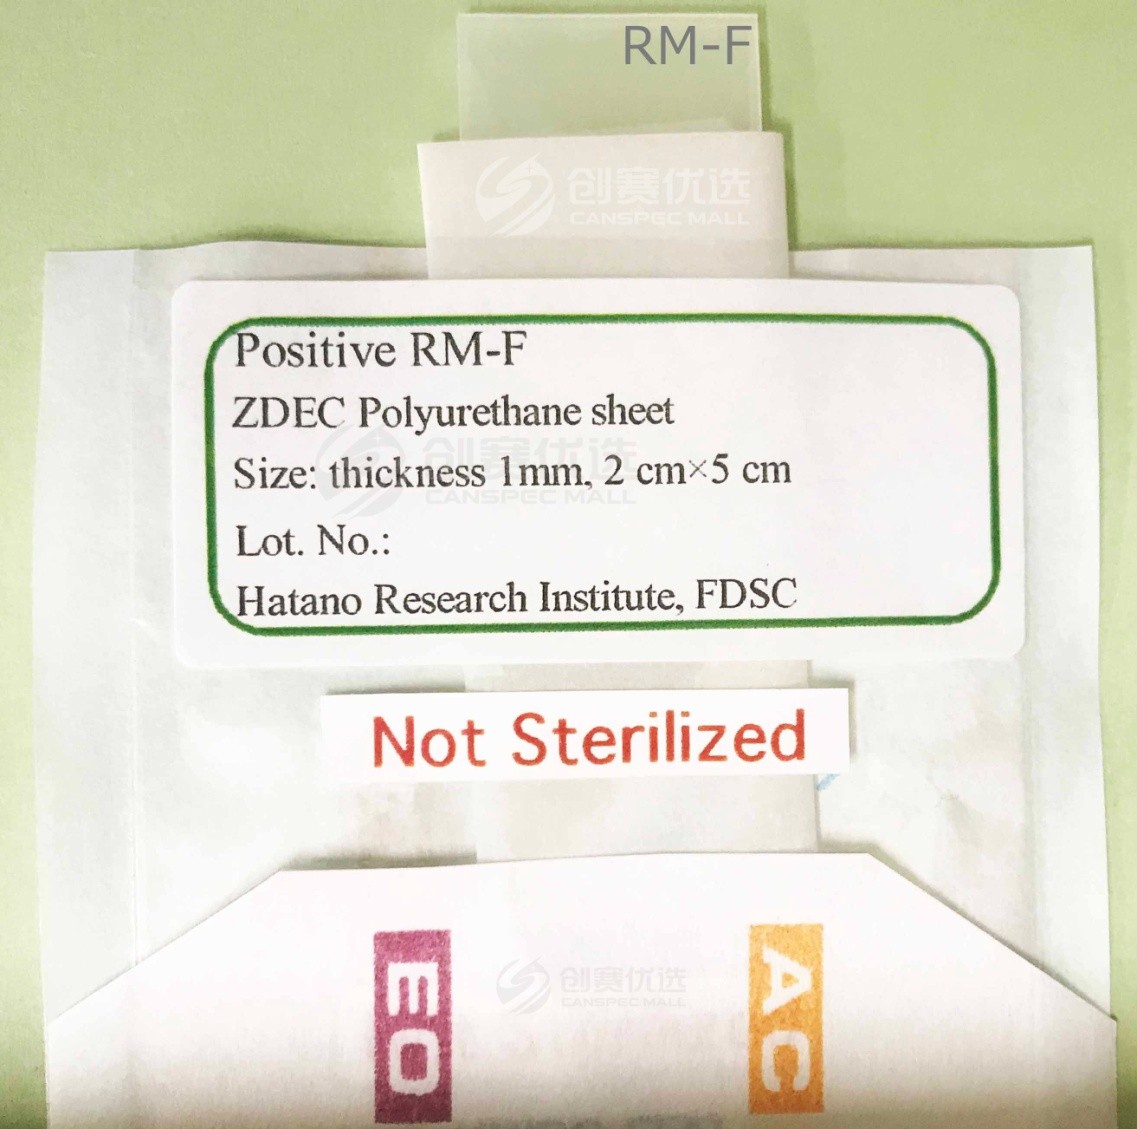 RM-F
创赛优选
CANSPEC MALL
Positive RM-F
ZDEC Polyurethane sheet
创赛优选
Size: thickness 1mm, 2 cm×5 cm
CANSPEC MALL
Lot. No.:
Hatano Research Institute, FDSC
Not Sterilized
EO
AC
创赛优选
CANSPEC MALL